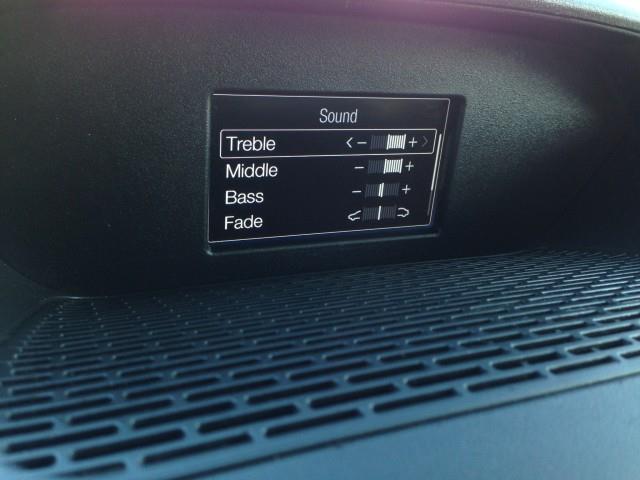 Sound
Treble < - + >
Middle - +
Bass - +
Fade